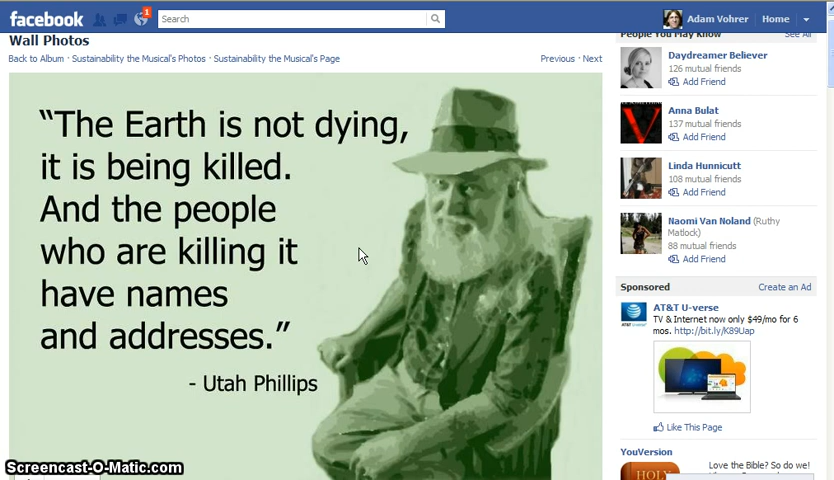 facebook
1
Search
Adam Vohrer
Home
Wall Photos
Back to Album · Sustainability the Musical's Photos · Sustainability the Musical's Page
Previous · Next
“The Earth is not dying,
it is being killed.
And the people
who are killing it
have names
and addresses.”
- Utah Phillips
People You May Know
See All
Daydreamer Believer
126 mutual friends
Add Friend
Anna Bulat
137 mutual friends
Add Friend
Linda Hunnicutt
108 mutual friends
Add Friend
Naomi Van Noland (Ruthy
Matlock)
88 mutual friends
Add Friend
Sponsored
Create an Ad
AT&T U-verse
TV & Internet now only $49/mo for 6
mos. http://bit.ly/K89Uap
Like This Page
YouVersion
HOLY
Love the Bible? So do we!
Screencast-O-Matic.com